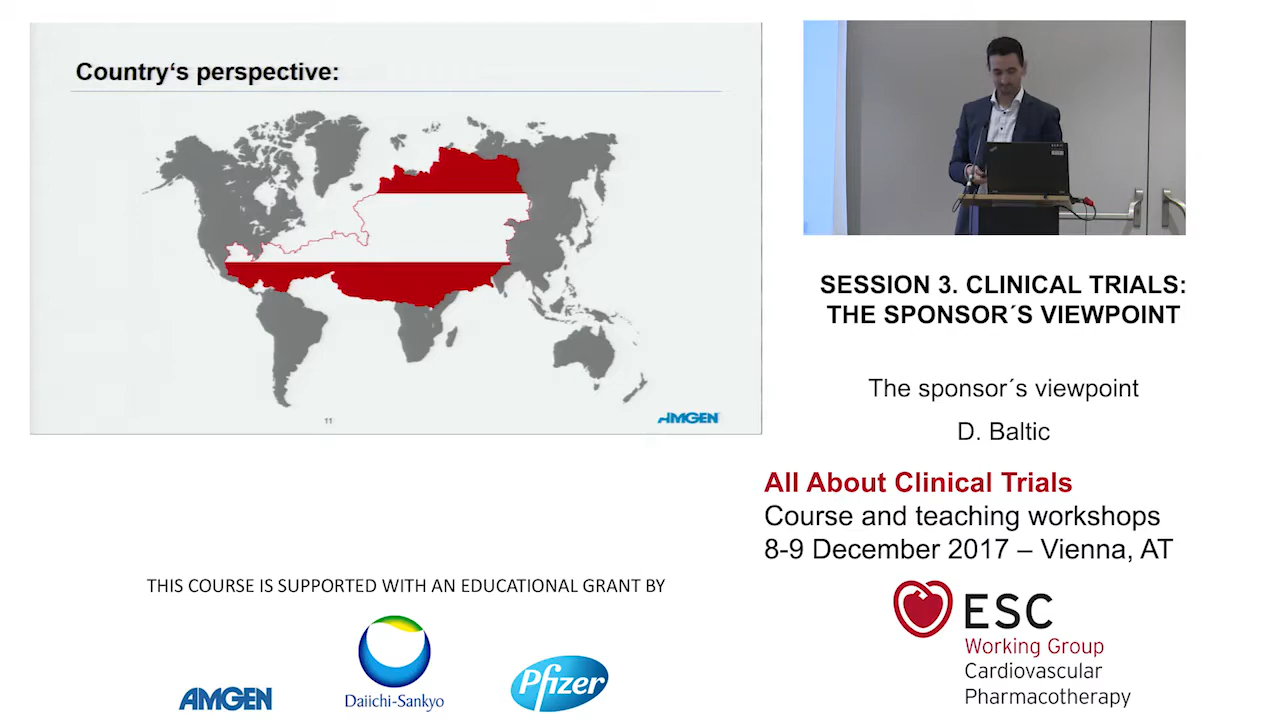 Country‘s perspective:
11
AMGEN
SESSION 3. CLINICAL TRIALS:
THE SPONSOR´S VIEWPOINT
The sponsor´s viewpoint
D. Baltic
All About Clinical Trials
Course and teaching workshops
8-9 December 2017 – Vienna, AT
THIS COURSE IS SUPPORTED WITH AN EDUCATIONAL GRANT BY
AMGEN
Daiichi-Sankyo
Pfizer
ESC
Working Group
Cardiovascular
Pharmacotherapy